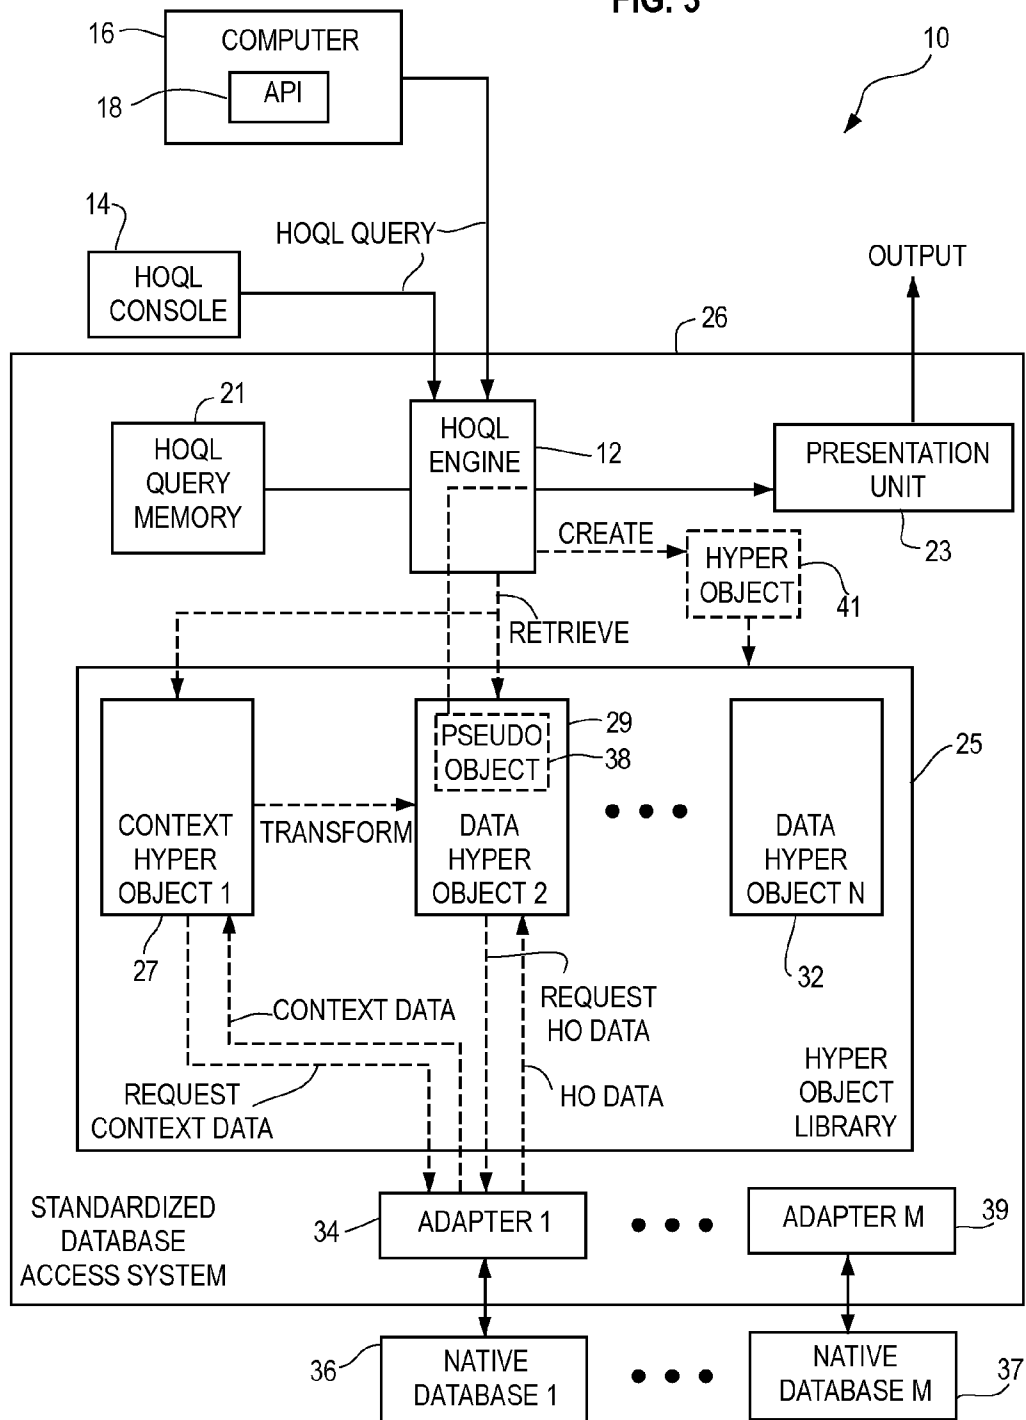 FIG. 3
16
COMPUTER
10
18
API
14
HOQL QUERY
HOQL
CONSOLE
OUTPUT
26
21
HOQL
QUERY
MEMORY
HOQL
ENGINE
12
PRESENTATION
UNIT
23
CREATE
HYPER
OBJECT
41
RETRIEVE
29
PSEUDO
OBJECT
38
25
CONTEXT
HYPER
OBJECT 1
TRANSFORM
DATA
HYPER
OBJECT 2
DATA
HYPER
OBJECT N
27
32
CONTEXT DATA
REQUEST
HO DATA
REQUEST
CONTEXT DATA
HO DATA
HYPER
OBJECT
LIBRARY
STANDARDIZED
DATABASE
ACCESS SYSTEM
34
ADAPTER 1
ADAPTER M
39
36
NATIVE
DATABASE 1
NATIVE
DATABASE M
37